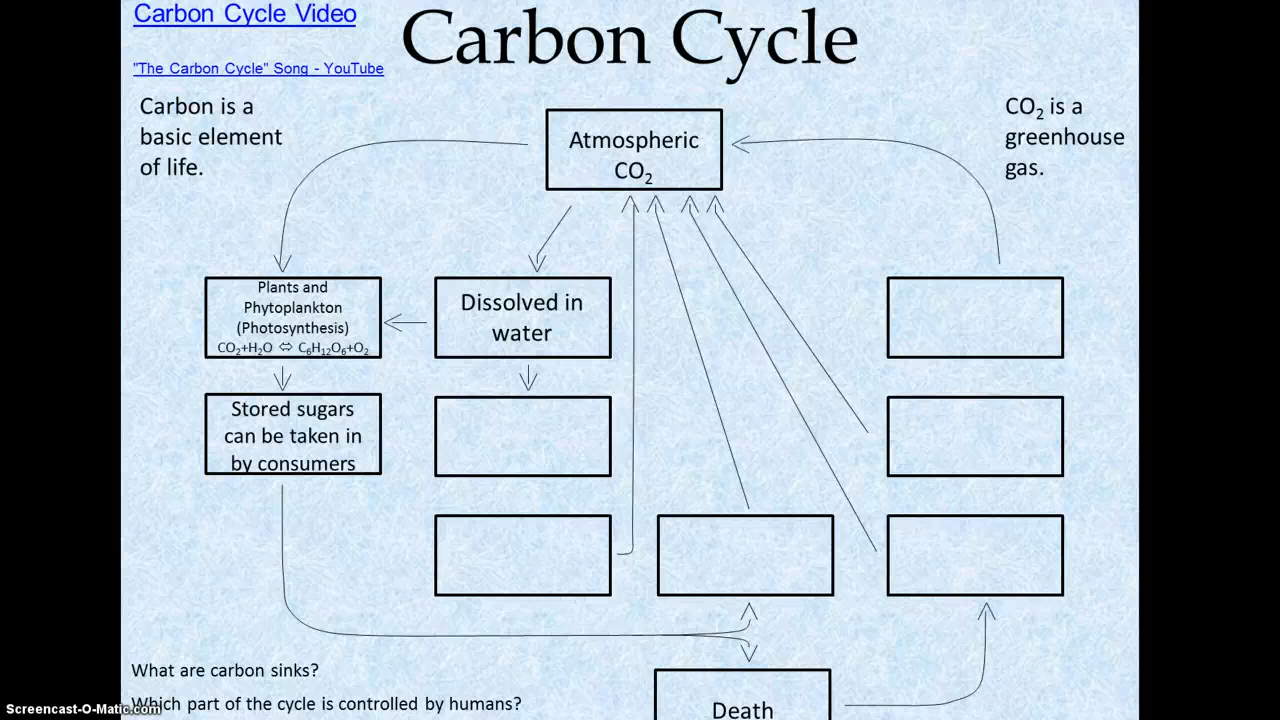 Carbon Cycle Video
Carbon Cycle
"The Carbon Cycle" Song - YouTube
Carbon is a
basic element
of life.
Atmospheric
CO₂
CO₂ is a
greenhouse
gas.
Plants and
Phytoplankton
(Photosynthesis)
CO₂+H₂O ⇔ C₆H₁₂O₆+O₂
Dissolved in
water
Stored sugars
can be taken in
by consumers
What are carbon sinks?
Which part of the cycle is controlled by humans?
Death
Screencast-O-Matic.com